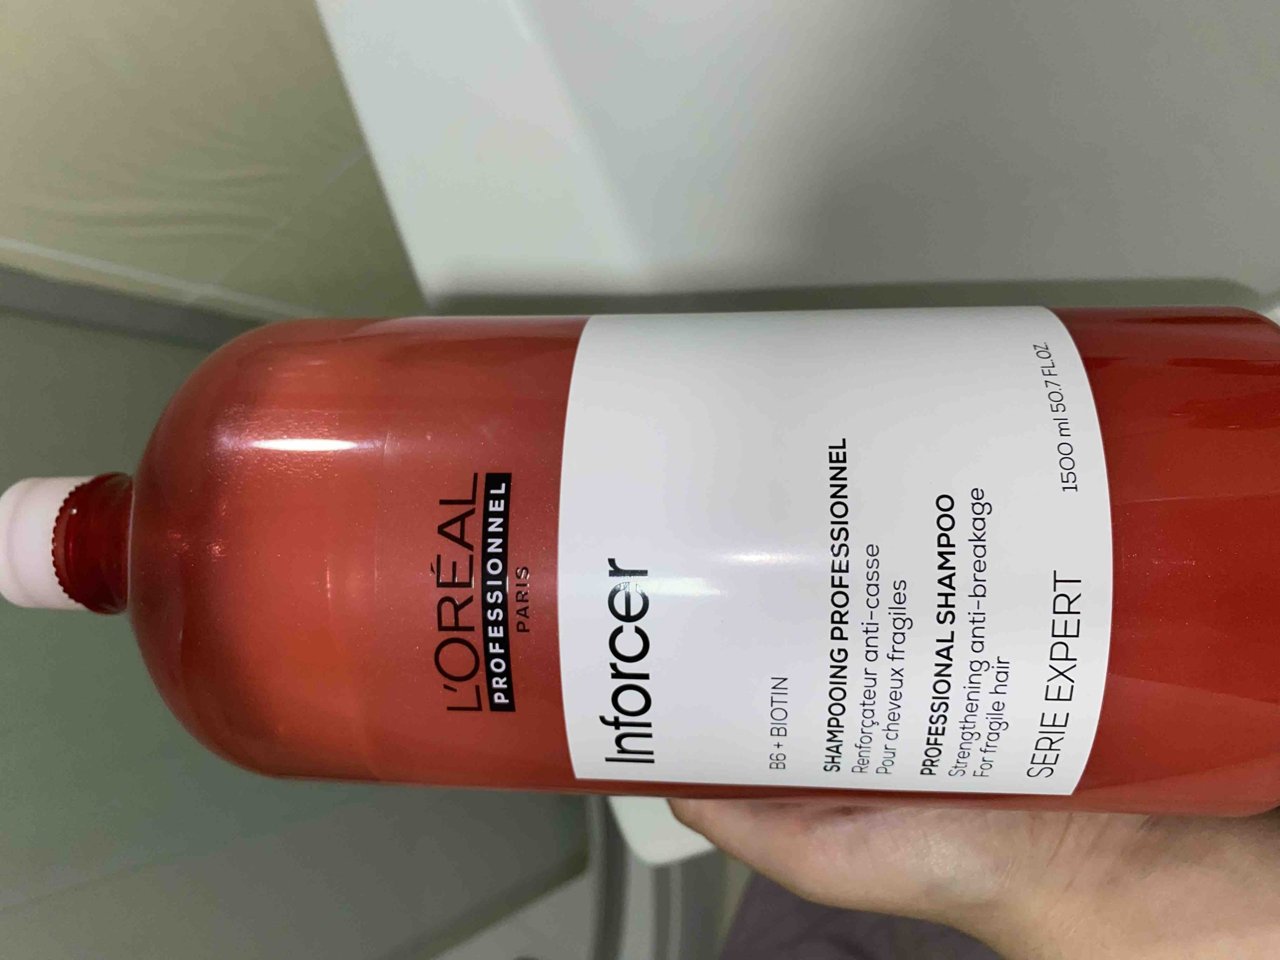 L'ORÉAL
PROFESSIONNEL
PARIS
Inforcer
B6 + BIOTIN
SHAMPOOING PROFESSIONNEL
Renforçateur anti-casse
Pour cheveux fragiles
PROFESSIONAL SHAMPOO
Strengthening anti-breakage
For fragile hair
SERIE EXPERT 1500 ml 50.7 FL.OZ.